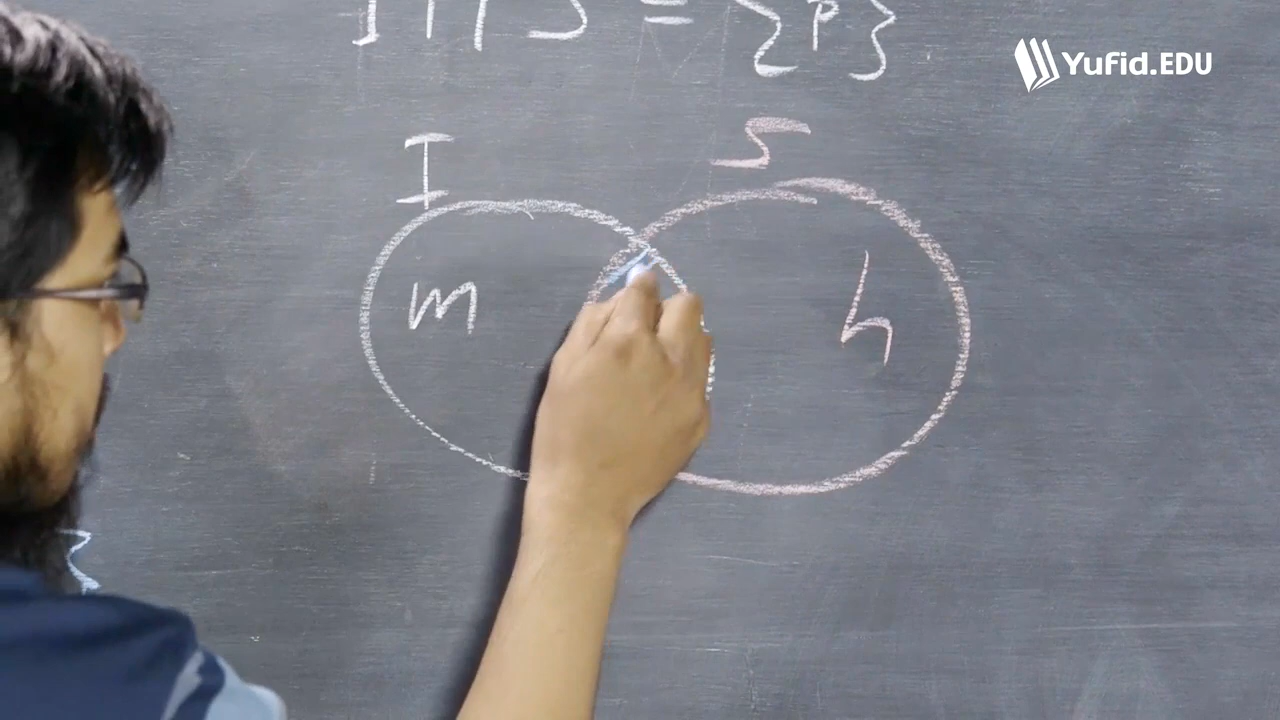 I ∩ S = {p}
YuFid.EDU
I S
m h
{